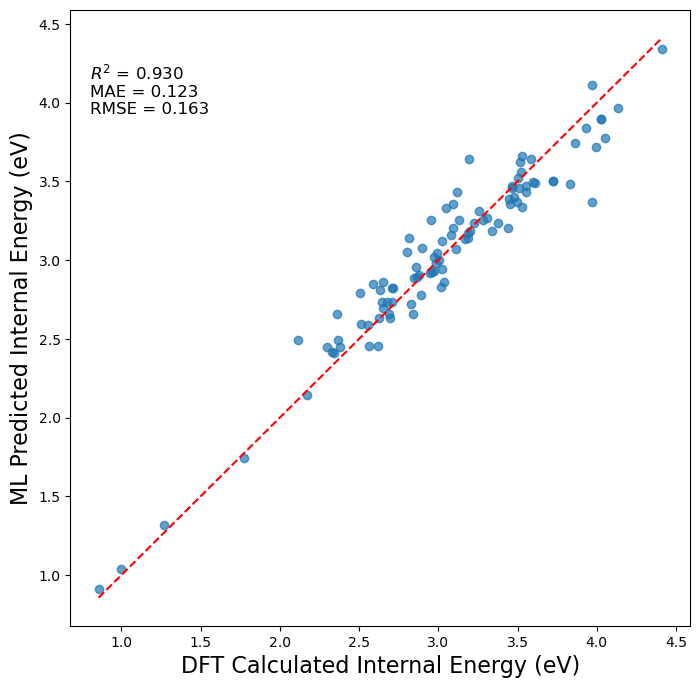 4.5
4.0
3.5
3.0
2.5
2.0
1.5
1.0
ML Predicted Internal Energy (eV)
R² = 0.930
MAE = 0.123
RMSE = 0.163
1.0 1.5 2.0 2.5 3.0 3.5 4.0 4.5
DFT Calculated Internal Energy (eV)